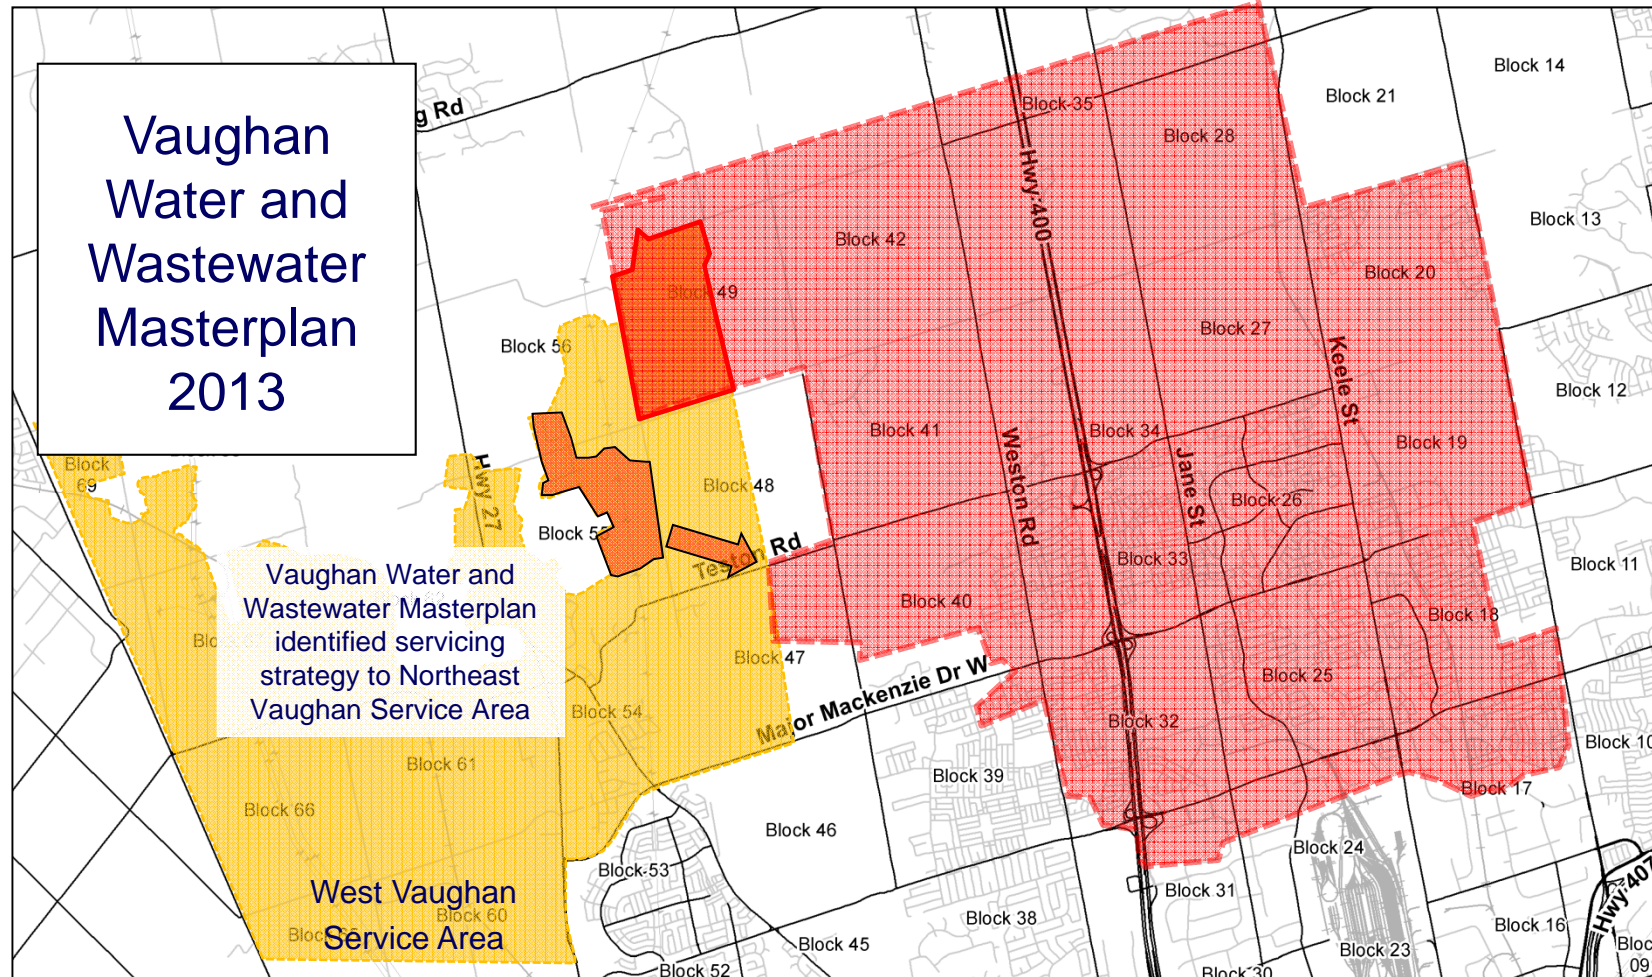 Vaughan
Water and
Wastewater
Masterplan
2013
g Rd
Block 14
Block 21
Block 35
Block 28
Hwy 400
Block 13
Block 42
Block 20
Block 49
Block 27
Block 56
Keele St
Block 12
Block 41
Block 34
Block 19
Weston Rd
Jane St
Block
69
Hwy 27
Block 48
Block 26
Block 55
Teston Rd
Block 33
Block 11
Vaughan Water and
Wastewater Masterplan
identified servicing
strategy to Northeast
Vaughan Service Area
Block 40
Block 18
Block 47
Block 25
Major Mackenzie Dr W
Block 54
Block 32
Block 10
Block 61
Block 39
Block 17
Block 66
Block 46
Block 24
Block 53
Hwy 407
West Vaughan
Service Area
Block 60
Block 31
Block 38
Block 16
Block 45
Block 23
Block 52
Block 30
Bloc
09